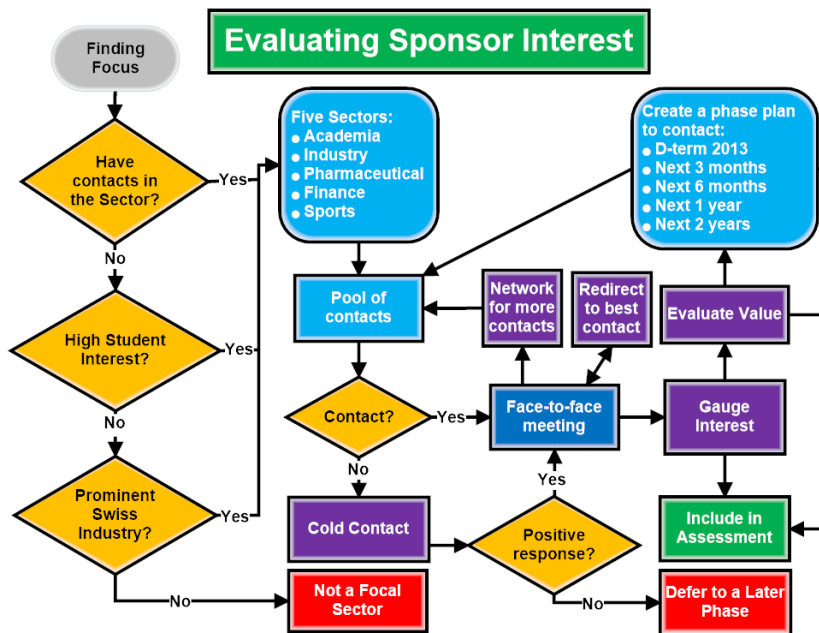 Evaluating Sponsor Interest
Finding
Focus
Have
contacts in
the Sector?
Yes
No
High Student
Interest?
Yes
No
Prominent
Swiss
Industry?
Yes
No
Not a Focal
Sector
Five Sectors:
● Academia
● Industry
● Pharmaceutical
● Finance
● Sports
Pool of
contacts
Contact?
Yes
No
Cold Contact
Positive
response?
Yes
No
Defer to a Later
Phase
Face-to-face
meeting
Network
for more
contacts
Redirect
to best
contact
Gauge
Interest
Evaluate Value
Create a phase plan
to contact:
● D-term 2013
● Next 3 months
● Next 6 months
● Next 1 year
● Next 2 years
Include in
Assessment